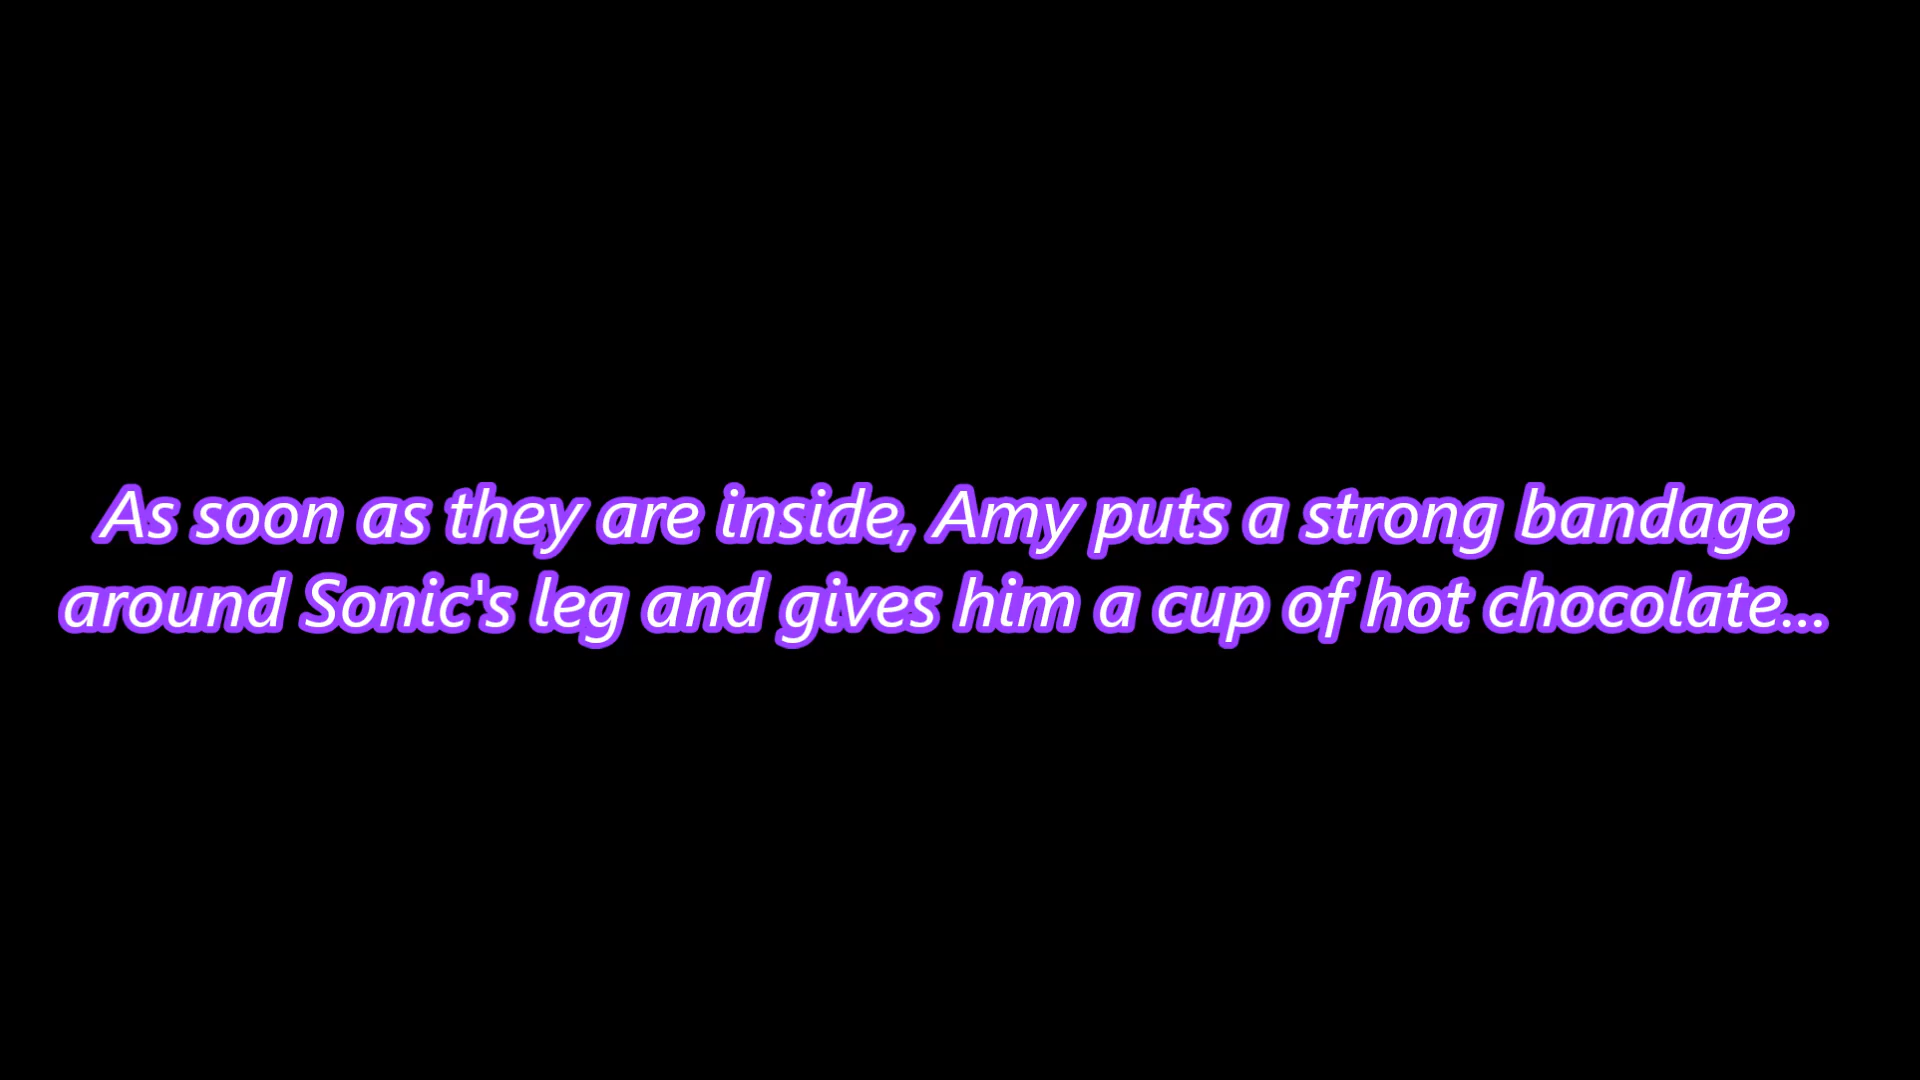 As soon as they are inside, Amy puts a strong bandage
around Sonic's leg and gives him a cup of hot chocolate...